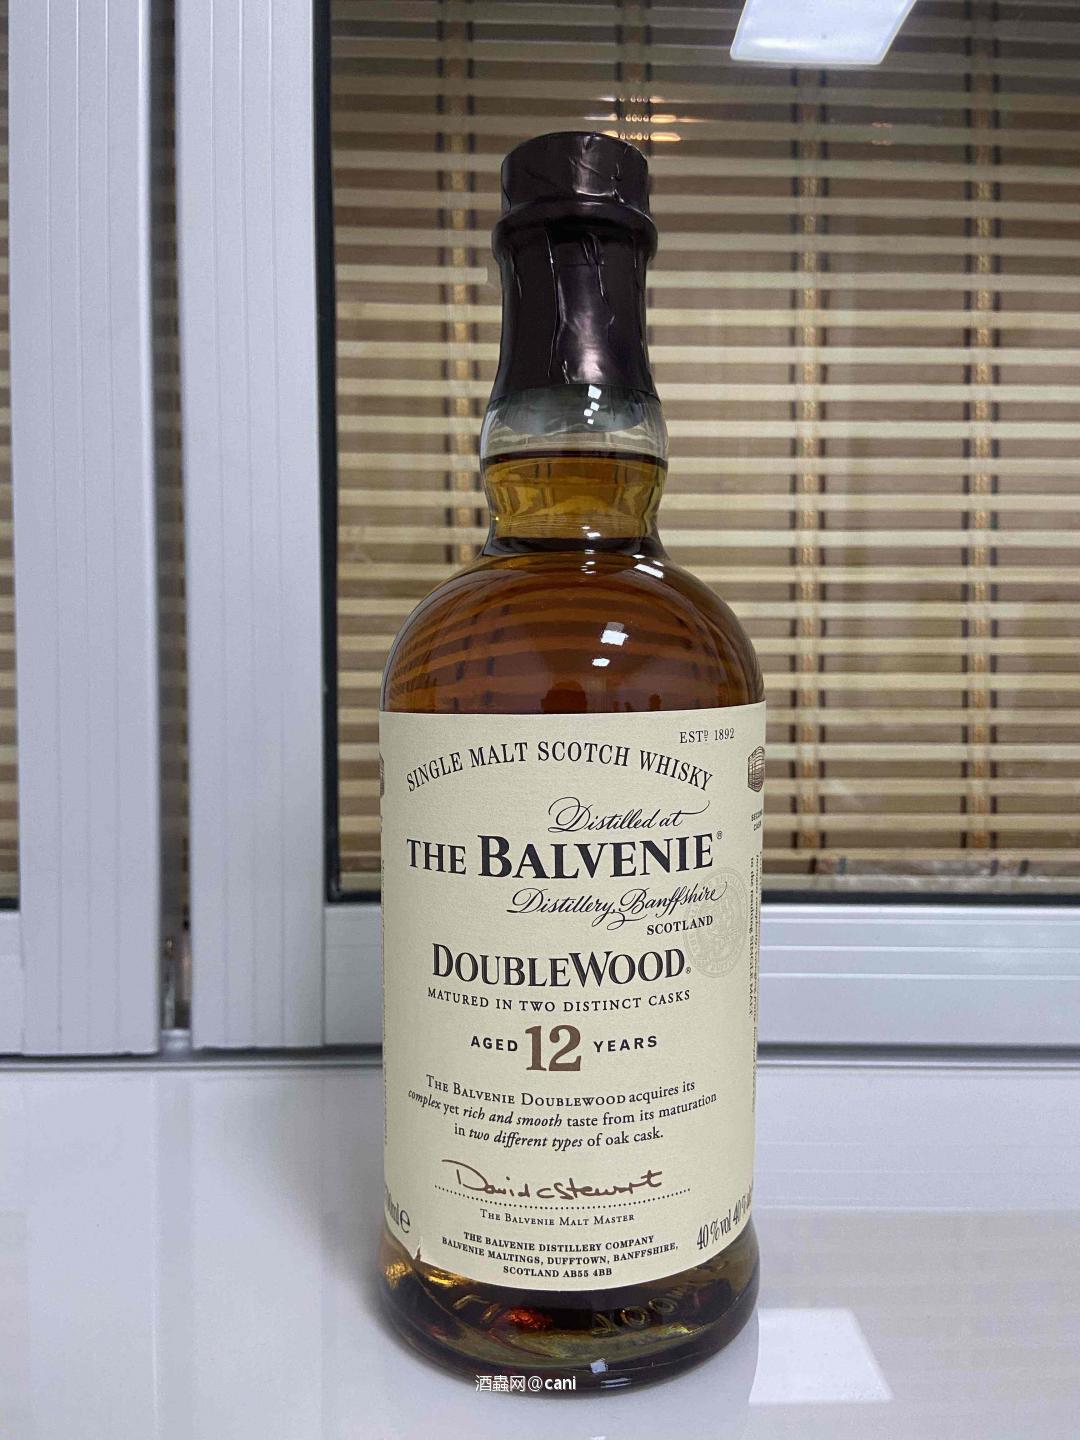 ESTD 1892
SINGLE MALT SCOTCH WHISKY
Distilled at
THE BALVENIE®
Distillery, Banffshire
SCOTLAND
DOUBLEWOOD®
MATURED IN TWO DISTINCT CASKS
AGED 12 YEARS
THE BALVENIE DOUBLEWOOD acquires its
complex yet rich and smooth taste from its maturation
in two different types of oak cask.
David C Stewart
THE BALVENIE MALT MASTER
40%vol 40%
THE BALVENIE DISTILLERY COMPANY
BALVENIE MALTINGS, DUFFTOWN, BANFFSHIRE,
SCOTLAND AB55 4BB
酒蟲网@cani